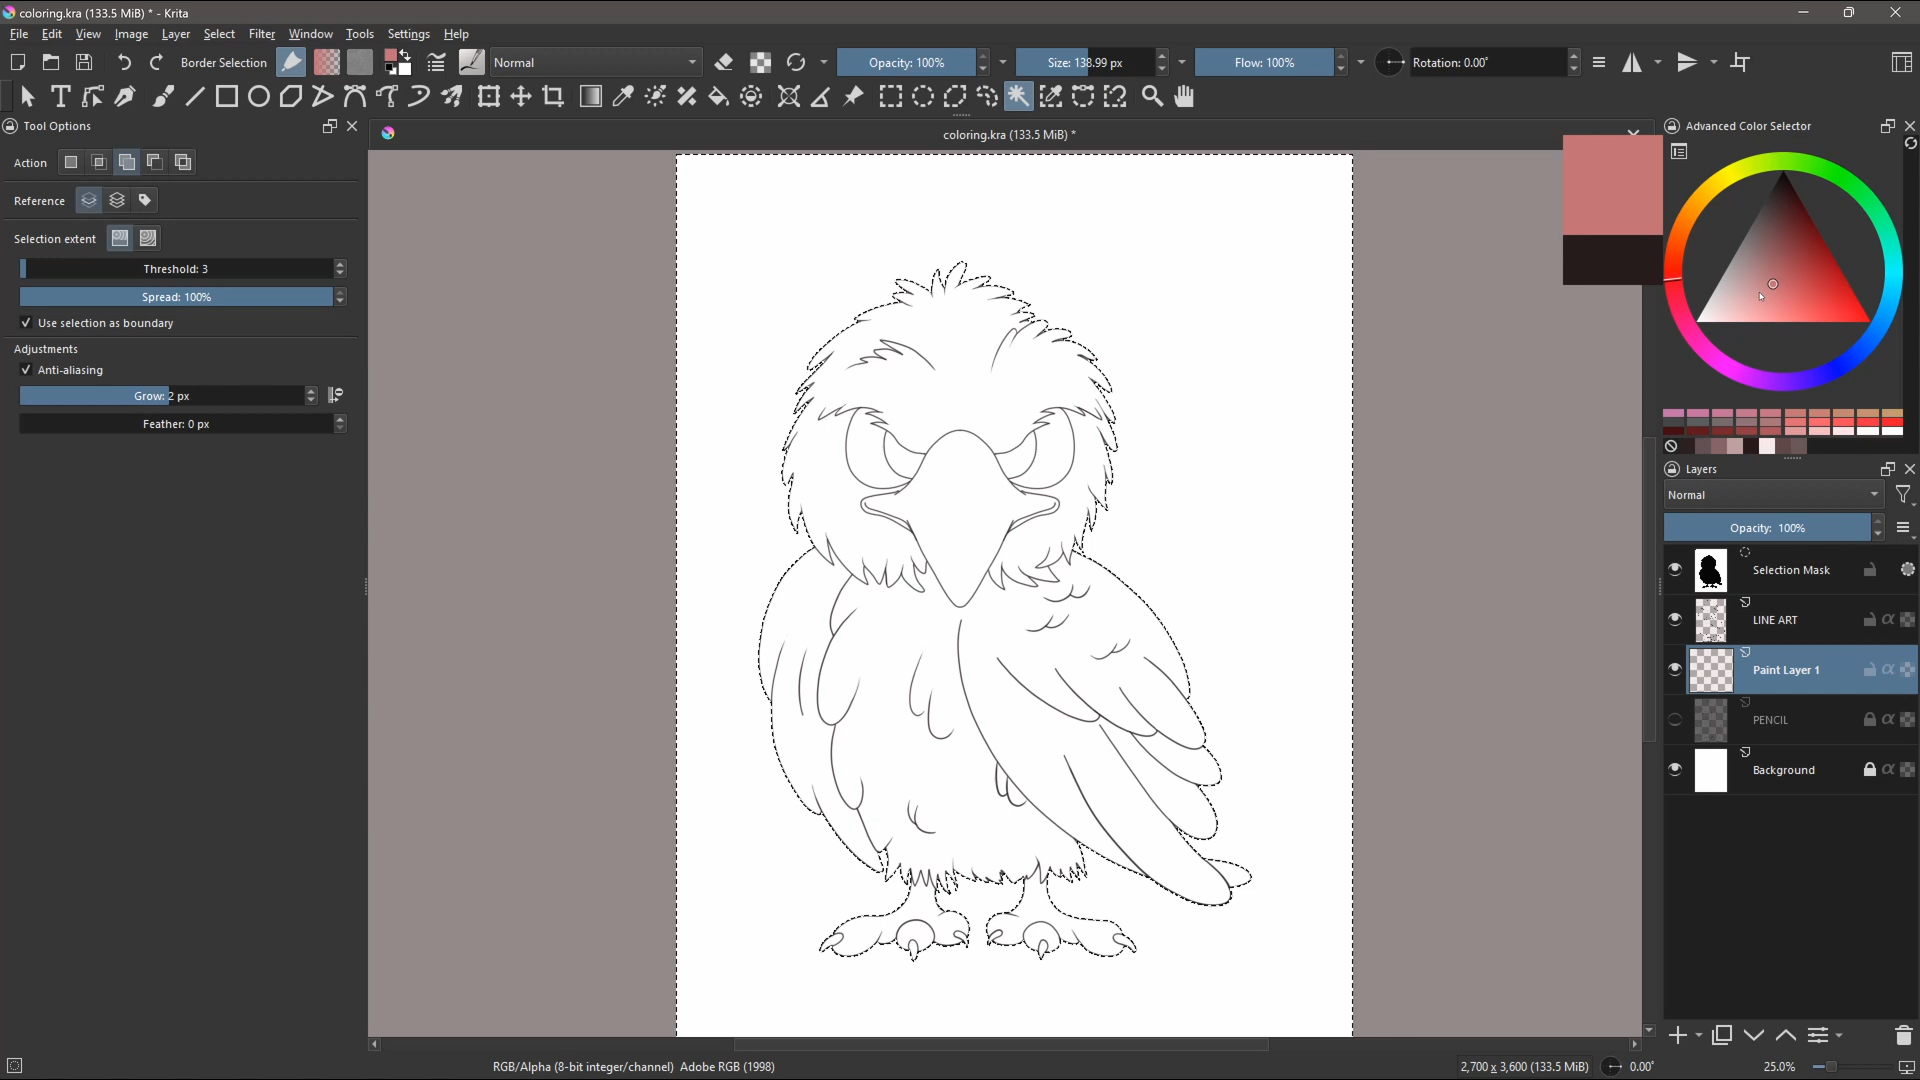 coloring.kra (133.5 MiB) * - Krita
File Edit View Image Layer Select Filter Tools Window Settings Help
Border Selection Normal Opacity: 100% Size: 138.99 px Flow: 100% Rotation: 0.00°
Tool Options
coloring.kra (133.5 MiB) *
Advanced Color Selector
Action
Reference
Selection extent
Threshold: 3
Spread: 100%
Use selection as boundary
Adjustments
Anti-aliasing
Grow: 2 px
Feather: 0 px
Layers
Normal
Opacity: 100%
Selection Mask
LINE ART
Paint Layer 1
PENCIL
Background
RGB/Alpha (8-bit integer/channel) Adobe RGB (1998)
2,700 x 3,600 (133.5 MiB) 0.00° 25.0%